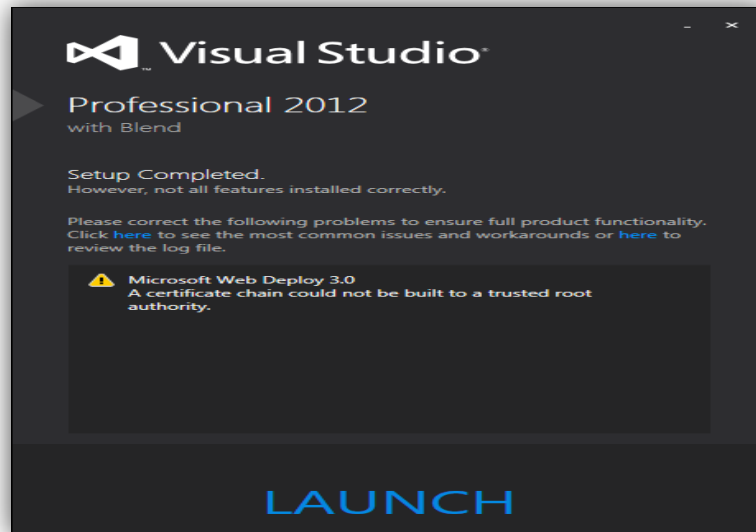 Visual Studio®
Professional 2012
with Blend
Setup Completed.
However, not all features installed correctly.
Please correct the following problems to ensure full product functionality.
Click here to see the most common issues and workarounds or here to
review the log file.
Microsoft Web Deploy 3.0
A certificate chain could not be built to a trusted root
authority.
LAUNCH